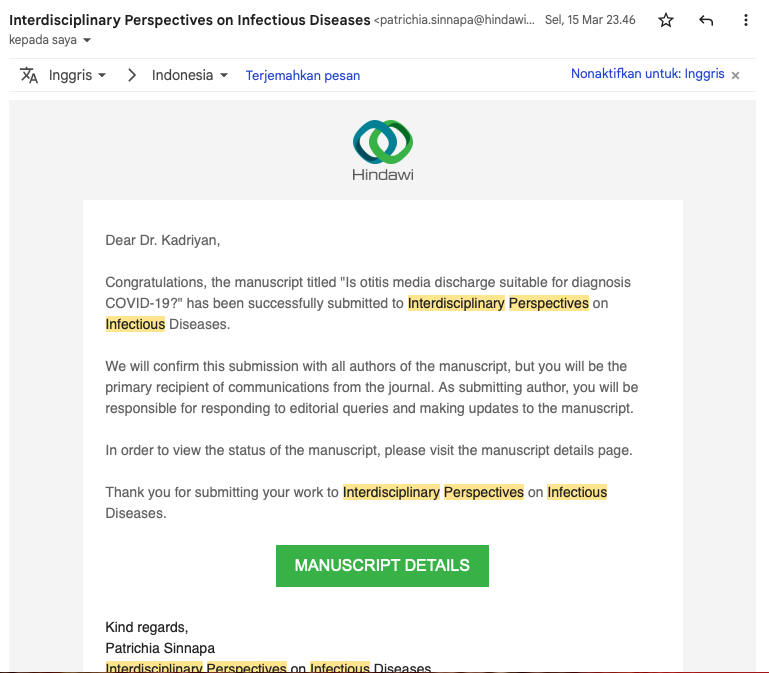 Interdisciplinary Perspectives on Infectious Diseases <patrichia.sinnapa@hindawi... Sel, 15 Mar 23.46
kepada saya
Inggris > Indonesia Terjemahkan pesan Nonaktifkan untuk: Inggris ×
Hindawi
Dear Dr. Kadriyan,
Congratulations, the manuscript titled "Is otitis media discharge suitable for diagnosis
COVID-19?" has been successfully submitted to Interdisciplinary Perspectives on
Infectious Diseases.
We will confirm this submission with all authors of the manuscript, but you will be the
primary recipient of communications from the journal. As submitting author, you will be
responsible for responding to editorial queries and making updates to the manuscript.
In order to view the status of the manuscript, please visit the manuscript details page.
Thank you for submitting your work to Interdisciplinary Perspectives on Infectious
Diseases.
MANUSCRIPT DETAILS
Kind regards,
Patrichia Sinnapa
Interdisciplinary Perspectives on Infectious Diseases